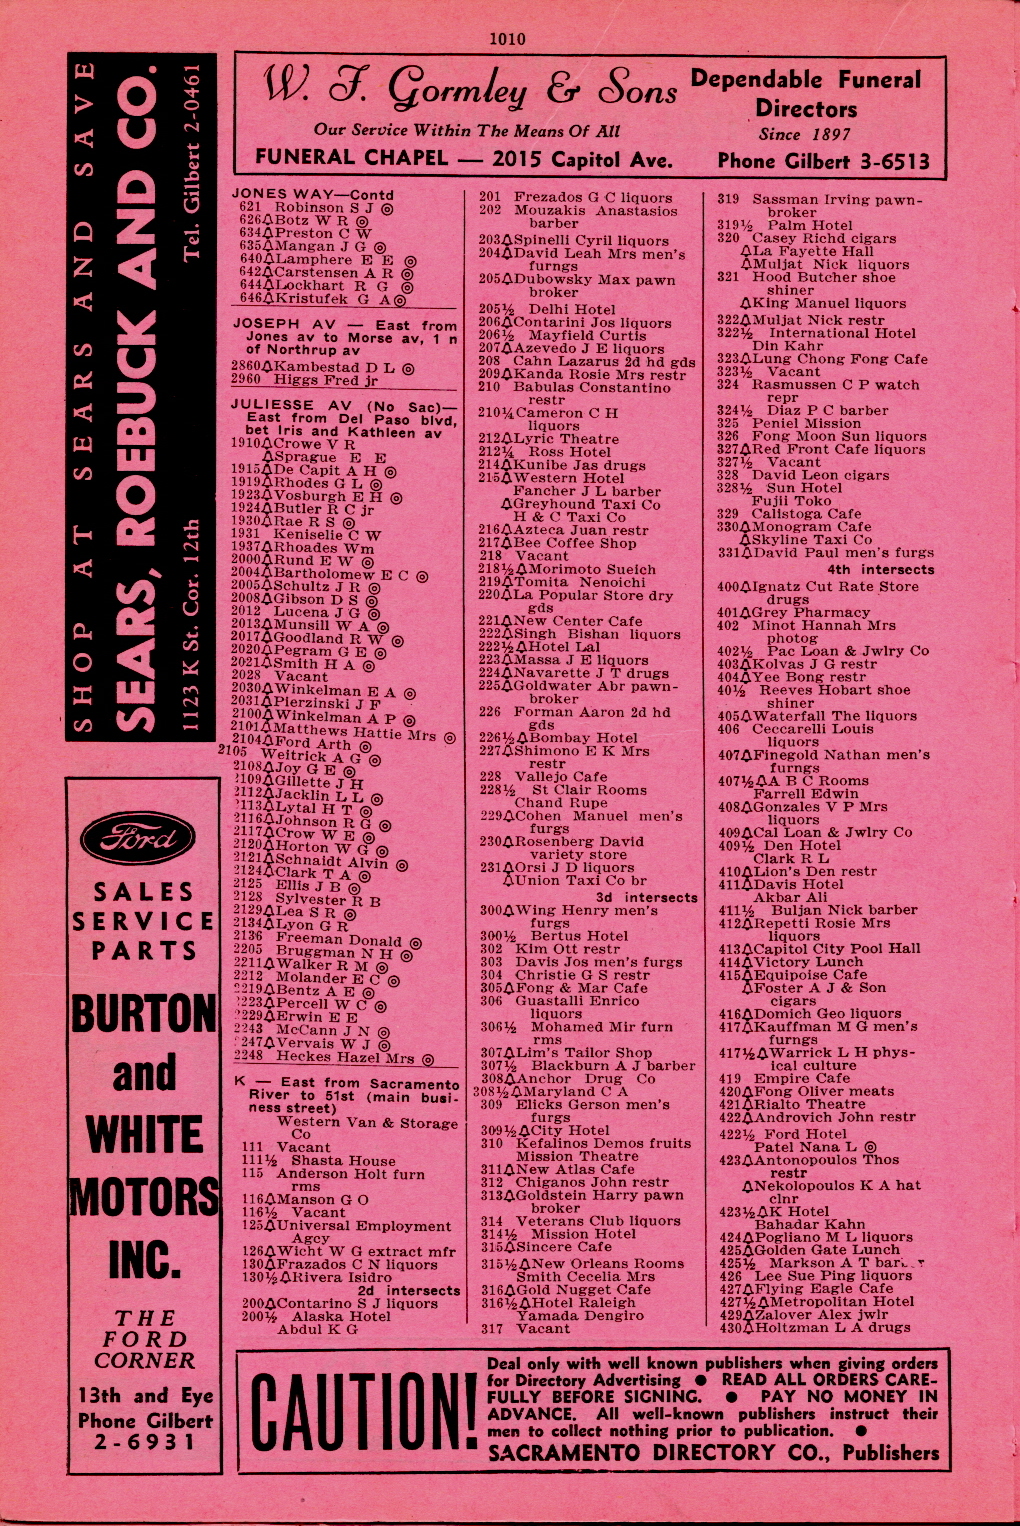 1010
SHOP AT SEARS AND SAVE
SEARS, ROEBUCK AND CO.
1123 K St. Cor. 12th Tel. Gilbert 2-0461
W. F. Gormley & Sons
Our Service Within The Means Of All
FUNERAL CHAPEL — 2015 Capitol Ave.
Dependable Funeral
Directors
Since 1897
Phone Gilbert 3-6513
Ford
SALES
SERVICE
PARTS
BURTON
and
WHITE
MOTORS
INC.
THE
FORD
CORNER
13th and Eye
Phone Gilbert
2-6931
JONES WAY—Contd
621 Robinson S J ◎
626△Botz W R ◎
634△Preston C W
635△Mangan J G ◎
640△Lamphere E E ◎
642△Carstensen A R ◎
644△Lockhart R G ◎
646△Kristufek G A◎
JOSEPH AV — East from
Jones av to Morse av, 1 n
of Northrup av
2860△Kambestad D L ◎
2960 Higgs Fred jr
JULIESSE AV (No Sac)—
East from Del Paso blvd,
bet Iris and Kathleen av
1910△Crowe V R
△Sprague E E
1915△De Capit A H ◎
1919△Rhodes G L ◎
1923△Vosburgh E H ◎
1924△Butler R C jr
1930△Rae R S ◎
1931 Keniselie C W
1937△Rhoades Wm
2000△Rund E W ◎
2004△Bartholomew E C ◎
2005△Schultz J R ◎
2008△Gibson D S ◎
2012 Lucena J G ◎
2013△Munsill W A ◎
2017△Goodland R W ◎
2020△Pegram G E ◎
2021△Smith H A ◎
2028 Vacant
2030△Winkelman E A ◎
2031△Pierzinski J F
2100△Winkelman A P ◎
2101△Matthews Hattie Mrs ◎
2104△Ford Arth ◎
2105 Weitrick A G ◎
2108△Joy G E ◎
2109△Gillette J H
2112△Jacklin L L ◎
2113△Lytal H T ◎
2116△Johnson R G ◎
2117△Crow W E ◎
2120△Horton W G ◎
2121△Schnaidt Alvin ◎
2124△Clark T A ◎
2125 Ellis J B ◎
2128 Sylvester R B
2129△Lea S R ◎
2134△Lyon G R
2136 Freeman Donald ◎
2205 Bruggman N H ◎
2211△Walker R M ◎
2212 Molander E C ◎
2219△Bentz A E ◎
2223△Percell W C ◎
2229△Erwin E E
2243 McCann J N ◎
2247△Vervais W J ◎
2248 Heckes Hazel Mrs ◎
K — East from Sacramento
River to 51st (main busi-
ness street)
Western Van & Storage
Co
111 Vacant
111½ Shasta House
115 Anderson Holt furn
rms
116△Manson G O
116½ Vacant
125△Universal Employment
Agcy
126△Wicht W G extract mfr
130△Frazados C N liquors
130½△Rivera Isidro
2d intersects
200△Contarino S J liquors
200½ Alaska Hotel
Abdul K G
201 Frezados G C liquors
202 Mouzakis Anastasios
barber
203△Spinelli Cyril liquors
204△David Leah Mrs men's
furngs
205△Dubowsky Max pawn
broker
205½ Delhi Hotel
206△Contarini Jos liquors
206½ Mayfield Curtis
207△Azevedo J E liquors
208 Cahn Lazarus 2d hd gds
209△Kanda Rosie Mrs restr
210 Babulas Constantino
restr
210¼Cameron C H
liquors
212△Lyric Theatre
212¼ Ross Hotel
214△Kunibe Jas drugs
215△Western Hotel
Fancher J L barber
△Greyhound Taxi Co
H & C Taxi Co
216△Azteca Juan restr
217△Bee Coffee Shop
218 Vacant
218½△Morimoto Sueich
219△Tomita Nenoichi
220△La Popular Store dry
gds
221△New Center Cafe
222△Singh Bishan liquors
222½△Hotel Lal
223△Massa J E liquors
224△Navarette J T drugs
225△Goldwater Abr pawn-
broker
226 Forman Aaron 2d hd
gds
226½△Bombay Hotel
227△Shimono E K Mrs
restr
228 Vallejo Cafe
228½ St Clair Rooms
Chand Rupe
229△Cohen Manuel men's
furgs
230△Rosenberg David
variety store
231△Orsi J D liquors
△Union Taxi Co br
3d intersects
300△Wing Henry men's
furgs
300½ Bertus Hotel
302 Kim Ott restr
303 Davis Jos men's furgs
304 Christie G S restr
305△Fong & Mar Cafe
306 Guastalli Enrico
liquors
306½ Mohamed Mir furn
rms
307△Lim's Tailor Shop
307½ Blackburn A J barber
308△Anchor Drug Co
308½△Maryland C A
309 Elicks Gerson men's
furgs
309½△City Hotel
310 Kefalinos Demos fruits
Mission Theatre
311△New Atlas Cafe
312 Chiganos John restr
313△Goldstein Harry pawn
broker
314 Veterans Club liquors
314½ Mission Hotel
315△Sincere Cafe
315½△New Orleans Rooms
Smith Cecelia Mrs
316△Gold Nugget Cafe
316½△Hotel Raleigh
Yamada Dengiro
317 Vacant
319 Sassman Irving pawn-
broker
319½ Palm Hotel
320 Casey Richd cigars
△La Fayette Hall
△Muljat Nick liquors
321 Hood Butcher shoe
shiner
△King Manuel liquors
322△Muljat Nick restr
322½ International Hotel
Din Kahr
323△Lung Chong Fong Cafe
323½ Vacant
324 Rasmussen C P watch
repr
324½ Diaz P C barber
325 Peniel Mission
326 Fong Moon Sun liquors
327△Red Front Cafe liquors
327½ Vacant
328 David Leon cigars
328½ Sun Hotel
Fujii Toko
329 Calistoga Cafe
330△Monogram Cafe
△Skyline Taxi Co
331△David Paul men's furgs
4th intersects
400△Ignatz Cut Rate Store
drugs
401△Grey Pharmacy
402 Minot Hannah Mrs
photog
402½ Pac Loan & Jwlry Co
403△Kolvas J G restr
404△Yee Bong restr
40½ Reeves Hobart shoe
shiner
405△Waterfall The liquors
406 Ceccarelli Louis
liquors
407△Finegold Nathan men's
furngs
407½△A B C Rooms
Farrell Edwin
408△Gonzales V P Mrs
liquors
409△Cal Loan & Jwlry Co
409½ Den Hotel
Clark R L
410△Lion's Den restr
411△Davis Hotel
Akbar Ali
411½ Buljan Nick barber
412△Repetti Rosie Mrs
liquors
413△Capitol City Pool Hall
414△Victory Lunch
415△Equipoise Cafe
△Foster A J & Son
cigars
416△Domich Geo liquors
417△Kauffman M G men's
furngs
417½△Warrick L H phys-
ical culture
419 Empire Cafe
420△Fong Oliver meats
421△Rialto Theatre
422△Androvich John restr
422½ Ford Hotel
Patel Nana L ◎
423△Antonopoulos Thos
restr
△Nekolopoulos K A hat
clnr
423½△K Hotel
Bahadar Kahn
424△Pogliano M L liquors
425△Golden Gate Lunch
425½ Markson A T
426 Lee Sue Ping liquors
427△Flying Eagle Cafe
427½△Metropolitan Hotel
429△Zalover Alex jwlr
430△Holtzman L A drugs
CAUTION!
Deal only with well known publishers when giving orders
for Directory Advertising ● READ ALL ORDERS CARE-
FULLY BEFORE SIGNING. ● PAY NO MONEY IN
ADVANCE. All well-known publishers instruct their
men to collect nothing prior to publication. ●
SACRAMENTO DIRECTORY CO., Publishers